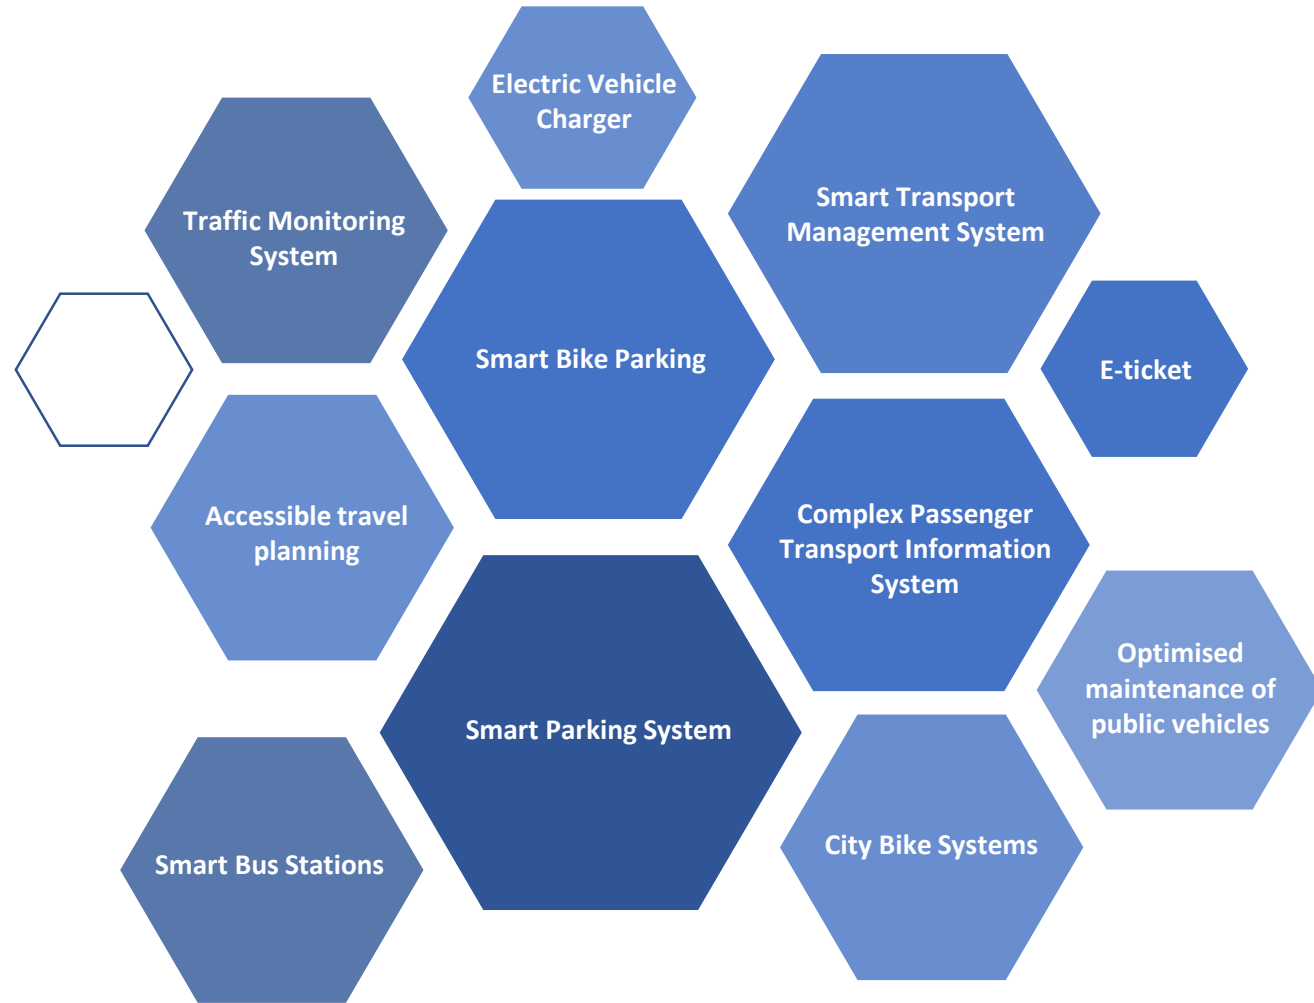 Electric Vehicle
Charger
Traffic Monitoring
System
Smart Transport
Management System
Smart Bike Parking
E-ticket
Accessible travel
planning
Complex Passenger
Transport Information
System
Optimised
maintenance of
public vehicles
Smart Parking System
City Bike Systems
Smart Bus Stations